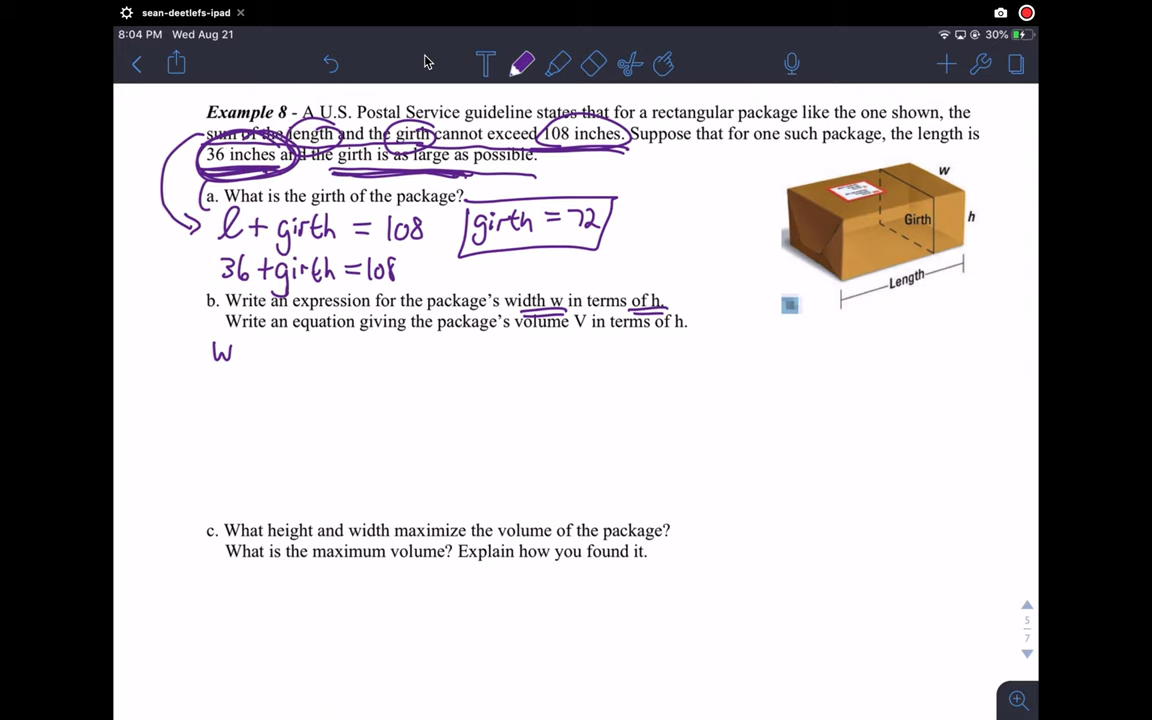 sean-deetlefs-ipad
8:04 PM Wed Aug 21
30%
Example 8 - A U.S. Postal Service guideline states that for a rectangular package like the one shown, the
sum of the length and the girth cannot exceed 108 inches. Suppose that for one such package, the length is
36 inches and the girth is as large as possible.
a. What is the girth of the package?
l + girth = 108 girth = 72
36 + girth = 108
w
Girth
h
Length
b. Write an expression for the package's width w in terms of h.
Write an equation giving the package's volume V in terms of h.
W
c. What height and width maximize the volume of the package?
What is the maximum volume? Explain how you found it.
5
7